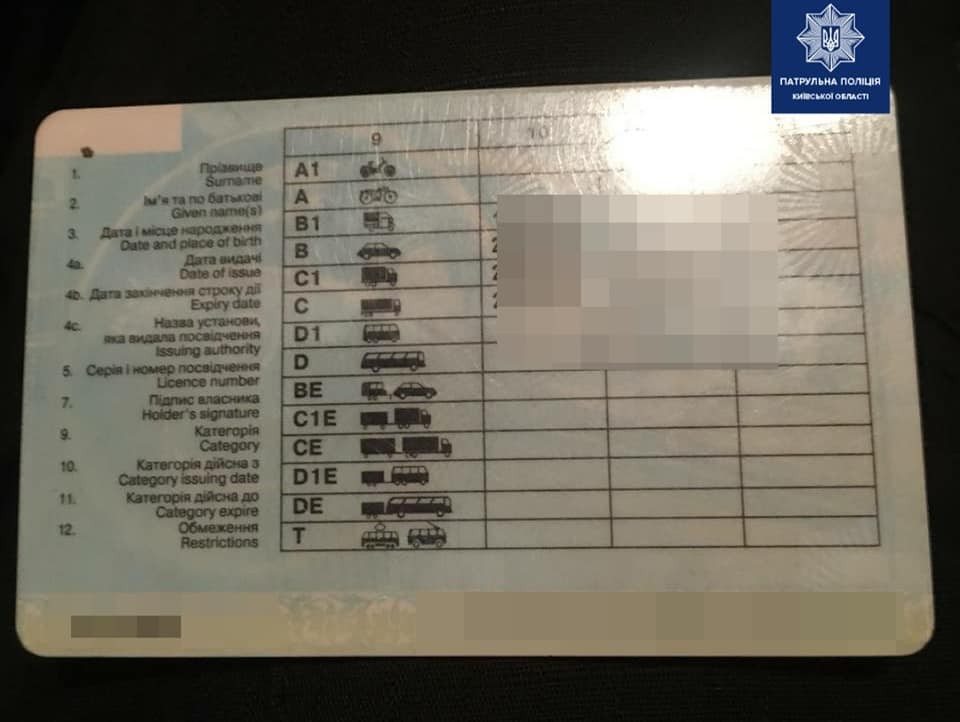 ПАТРУЛЬНА ПОЛІЦІЯ
КИЇВСЬКОЇ ОБЛАСТІ
1. Прізвище
Surname
2. Ім'я та по батькові
Given name(s)
3. Дата і місце народження
Date and place of birth
4a. Дата видачі
Date of issue
4b. Дата закінчення строку дії
Expiry date
4c. Назва установи,
яка видала посвідчення
Issuing authority
5. Серія і номер посвідчення
Licence number
7. Підпис власника
Holder's signature
9. Категорія
Category
10. Категорія дійсна з
Category issuing date
11. Категорія дійсна до
Category expire
12. Обмеження
Restrictions
9 10
A1
A
B1
B
C1
C
D1
D
BE
C1E
CE
D1E
DE
T